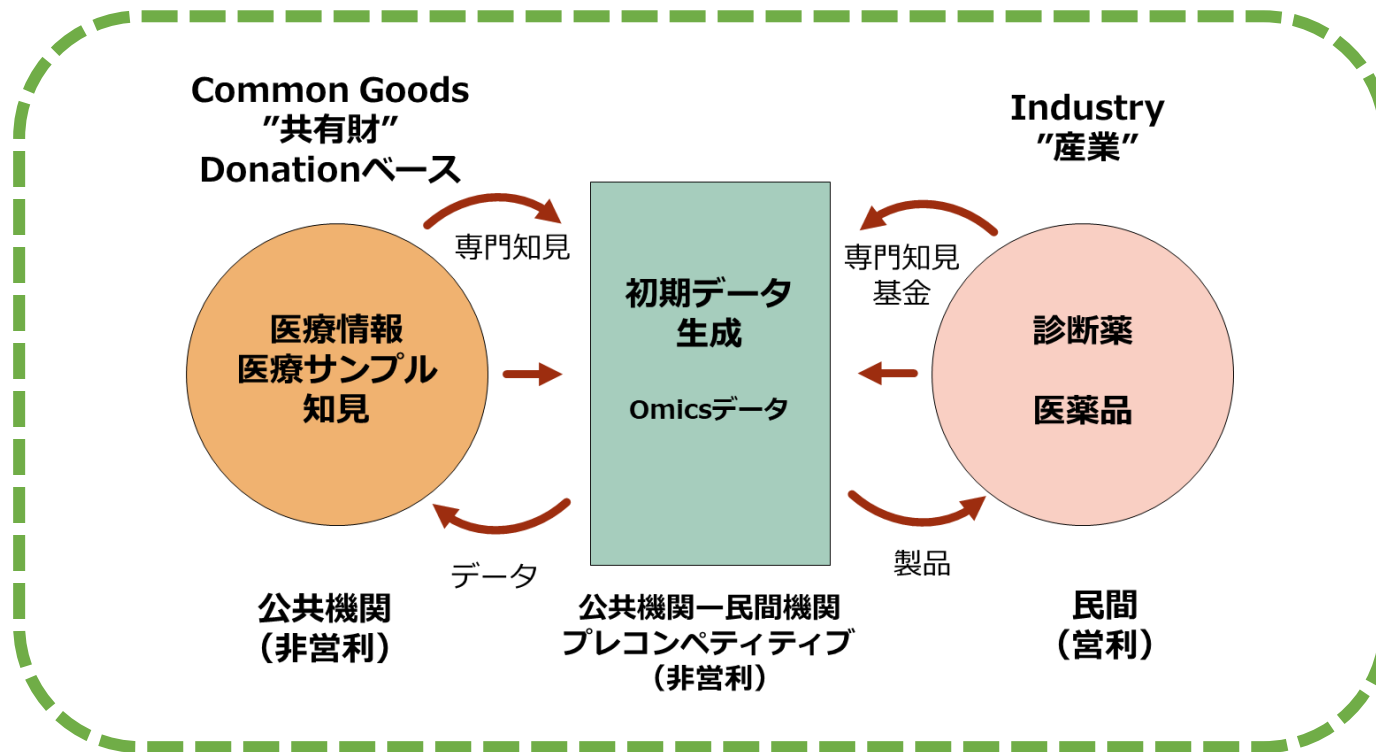 Common Goods
”共有財”
Donationベース
専門知見
医療情報
医療サンプル
知見
データ
公共機関
（非営利）
初期データ
生成
Omicsデータ
公共機関ー民間機関
プレコンペティティブ
（非営利）
Industry
”産業”
専門知見
基金
診断薬
医薬品
製品
民間
（営利）